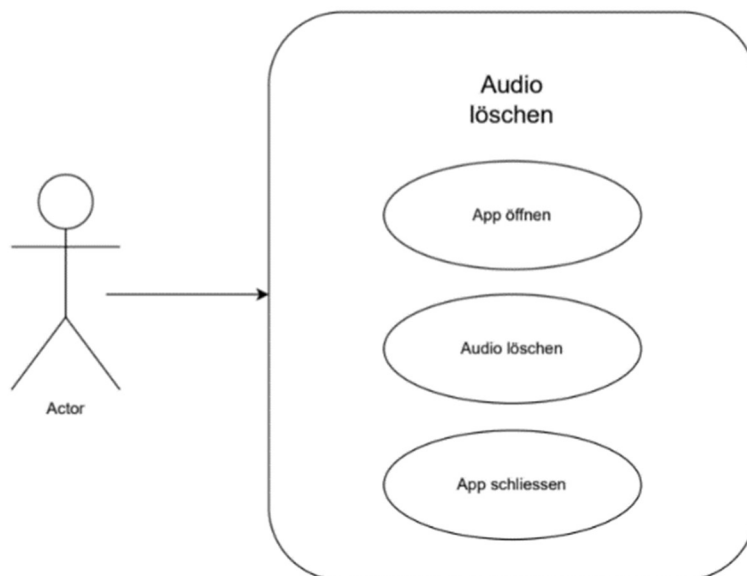 Audio
löschen
App öffnen
Audio löschen
App schliessen
Actor